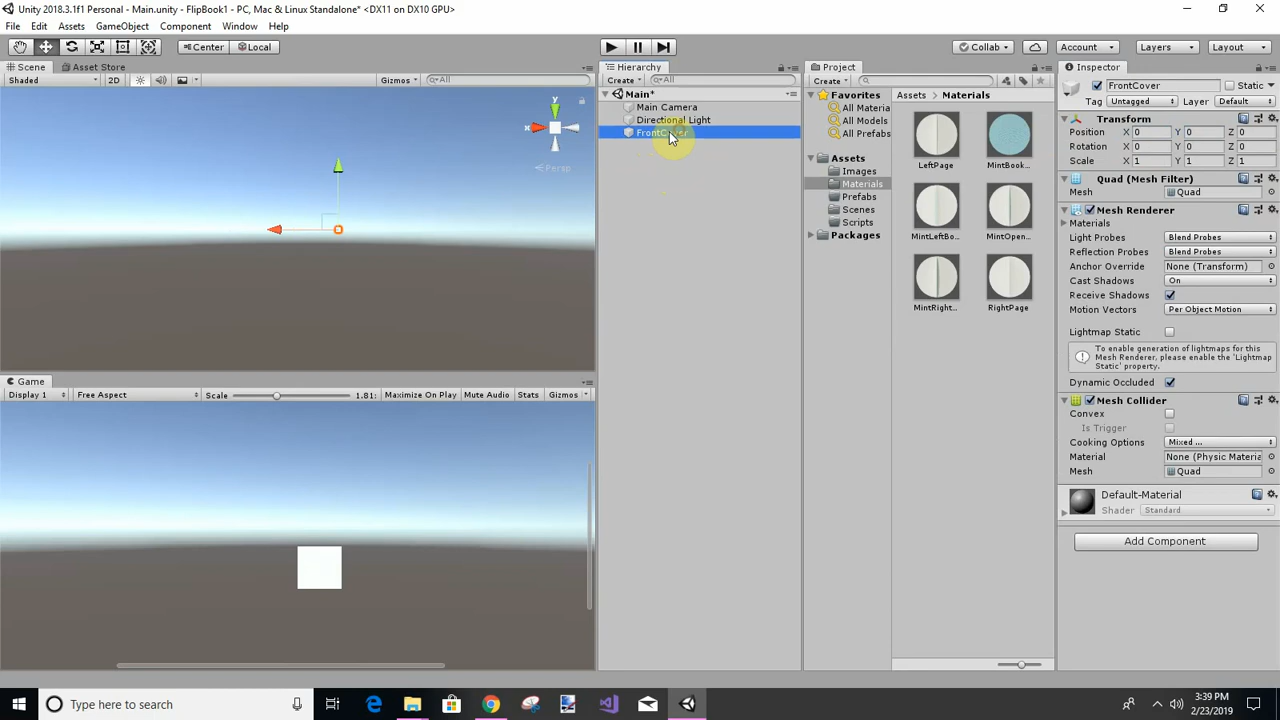 Unity 2018.3.1f1 Personal - Main.unity - FlipBook1 - PC, Mac & Linux Standalone* <DX11 on DX10 GPU>
File Edit Assets GameObject Component Window Help
Center Local Collab Account Layers Layout
Scene Asset Store
Shaded 2D Gizmos All
y
x
Persp
Game
Display 1 Free Aspect Scale 1.81: Maximize On Play Mute Audio Stats Gizmos
Hierarchy
Create All
Main*
Main Camera
Directional Light
FrontCover
Project
Create
Favorites
All Materia
All Models
All Prefabs
Assets
Images
Materials
Prefabs
Scenes
Scripts
Packages
Assets Materials
LeftPage MintBook...
MintLeftBo... MintOpen...
MintRight... RightPage
Inspector
FrontCover Static
Tag Untagged Layer Default
Transform
Position X 0 Y 0 Z 0
Rotation X 0 Y 0 Z 0
Scale X 1 Y 1 Z 1
Quad (Mesh Filter)
Mesh Quad
Mesh Renderer
Materials
Light Probes Blend Probes
Reflection Probes Blend Probes
Anchor Override None (Transform)
Cast Shadows On
Receive Shadows
Motion Vectors Per Object Motion
Lightmap Static
To enable generation of lightmaps for this
Mesh Renderer, please enable the 'Lightmap
Static' property.
Dynamic Occluded
Mesh Collider
Convex
Is Trigger
Cooking Options Mixed ...
Material None (Physic Materia
Mesh Quad
Default-Material
Shader Standard
Add Component
Type here to search
3:39 PM
2/23/2019